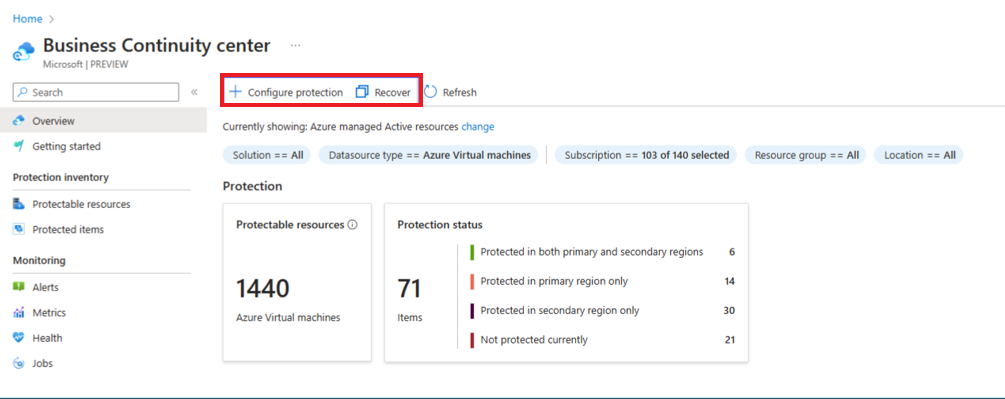 Home >
Business Continuity center ...
Microsoft | PREVIEW
Search «
Configure protection Recover Refresh
Overview
Getting started
Protection inventory
Protectable resources
Protected items
Monitoring
Alerts
Metrics
Health
Jobs
Currently showing: Azure managed Active resources change
Solution == All Datasource type == Azure Virtual machines Subscription == 103 of 140 selected Resource group == All Location == All
Protection
Protectable resources
1440
Azure Virtual machines
Protection status
71
Items
Protected in both primary and secondary regions 6
Protected in primary region only 14
Protected in secondary region only 30
Not protected currently 21